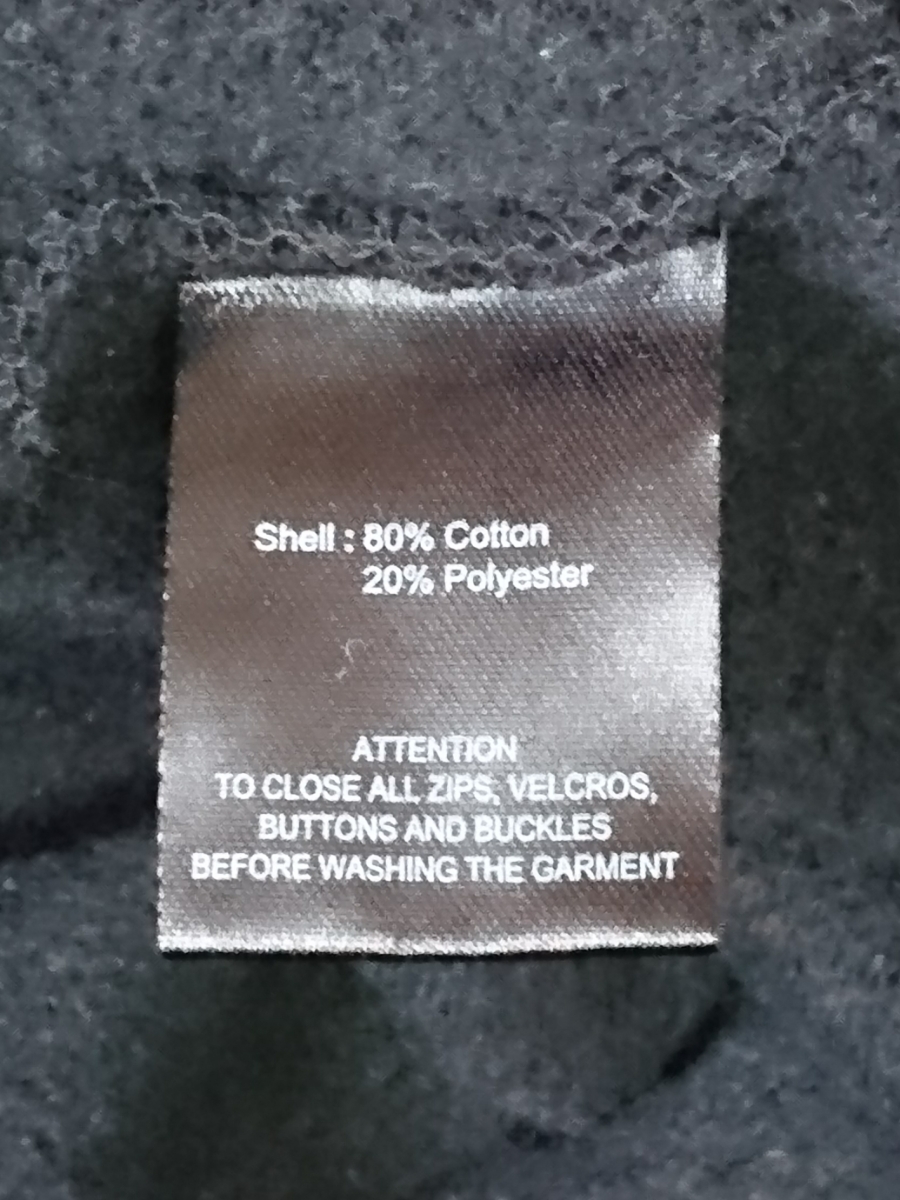 Shell : 80% Cotton
20% Polyester
ATTENTION
TO CLOSE ALL ZIPS, VELCROS,
BUTTONS AND BUCKLES
BEFORE WASHING THE GARMENT